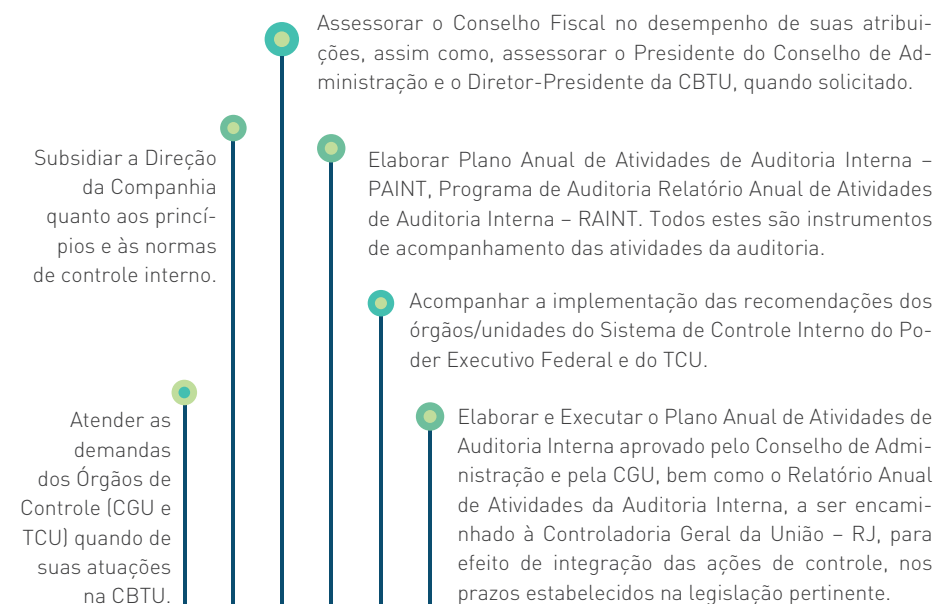 Assessorar o Conselho Fiscal no desempenho de suas atribui-
ções, assim como, assessorar o Presidente do Conselho de Ad-
ministração e o Diretor-Presidente da CBTU, quando solicitado.
Subsidiar a Direção
da Companhia
quanto aos princí-
pios e às normas
de controle interno.
Elaborar Plano Anual de Atividades de Auditoria Interna –
PAINT, Programa de Auditoria Relatório Anual de Atividades
de Auditoria Interna – RAINT. Todos estes são instrumentos
de acompanhamento das atividades da auditoria.
Acompanhar a implementação das recomendações dos
órgãos/unidades do Sistema de Controle Interno do Po-
der Executivo Federal e do TCU.
Atender as
demandas
dos Órgãos de
Controle (CGU e
TCU) quando de
suas atuações
na CBTU.
Elaborar e Executar o Plano Anual de Atividades de
Auditoria Interna aprovado pelo Conselho de Admi-
nistração e pela CGU, bem como o Relatório Anual
de Atividades da Auditoria Interna, a ser encami-
nhado à Controladoria Geral da União – RJ, para
efeito de integração das ações de controle, nos
prazos estabelecidos na legislação pertinente.